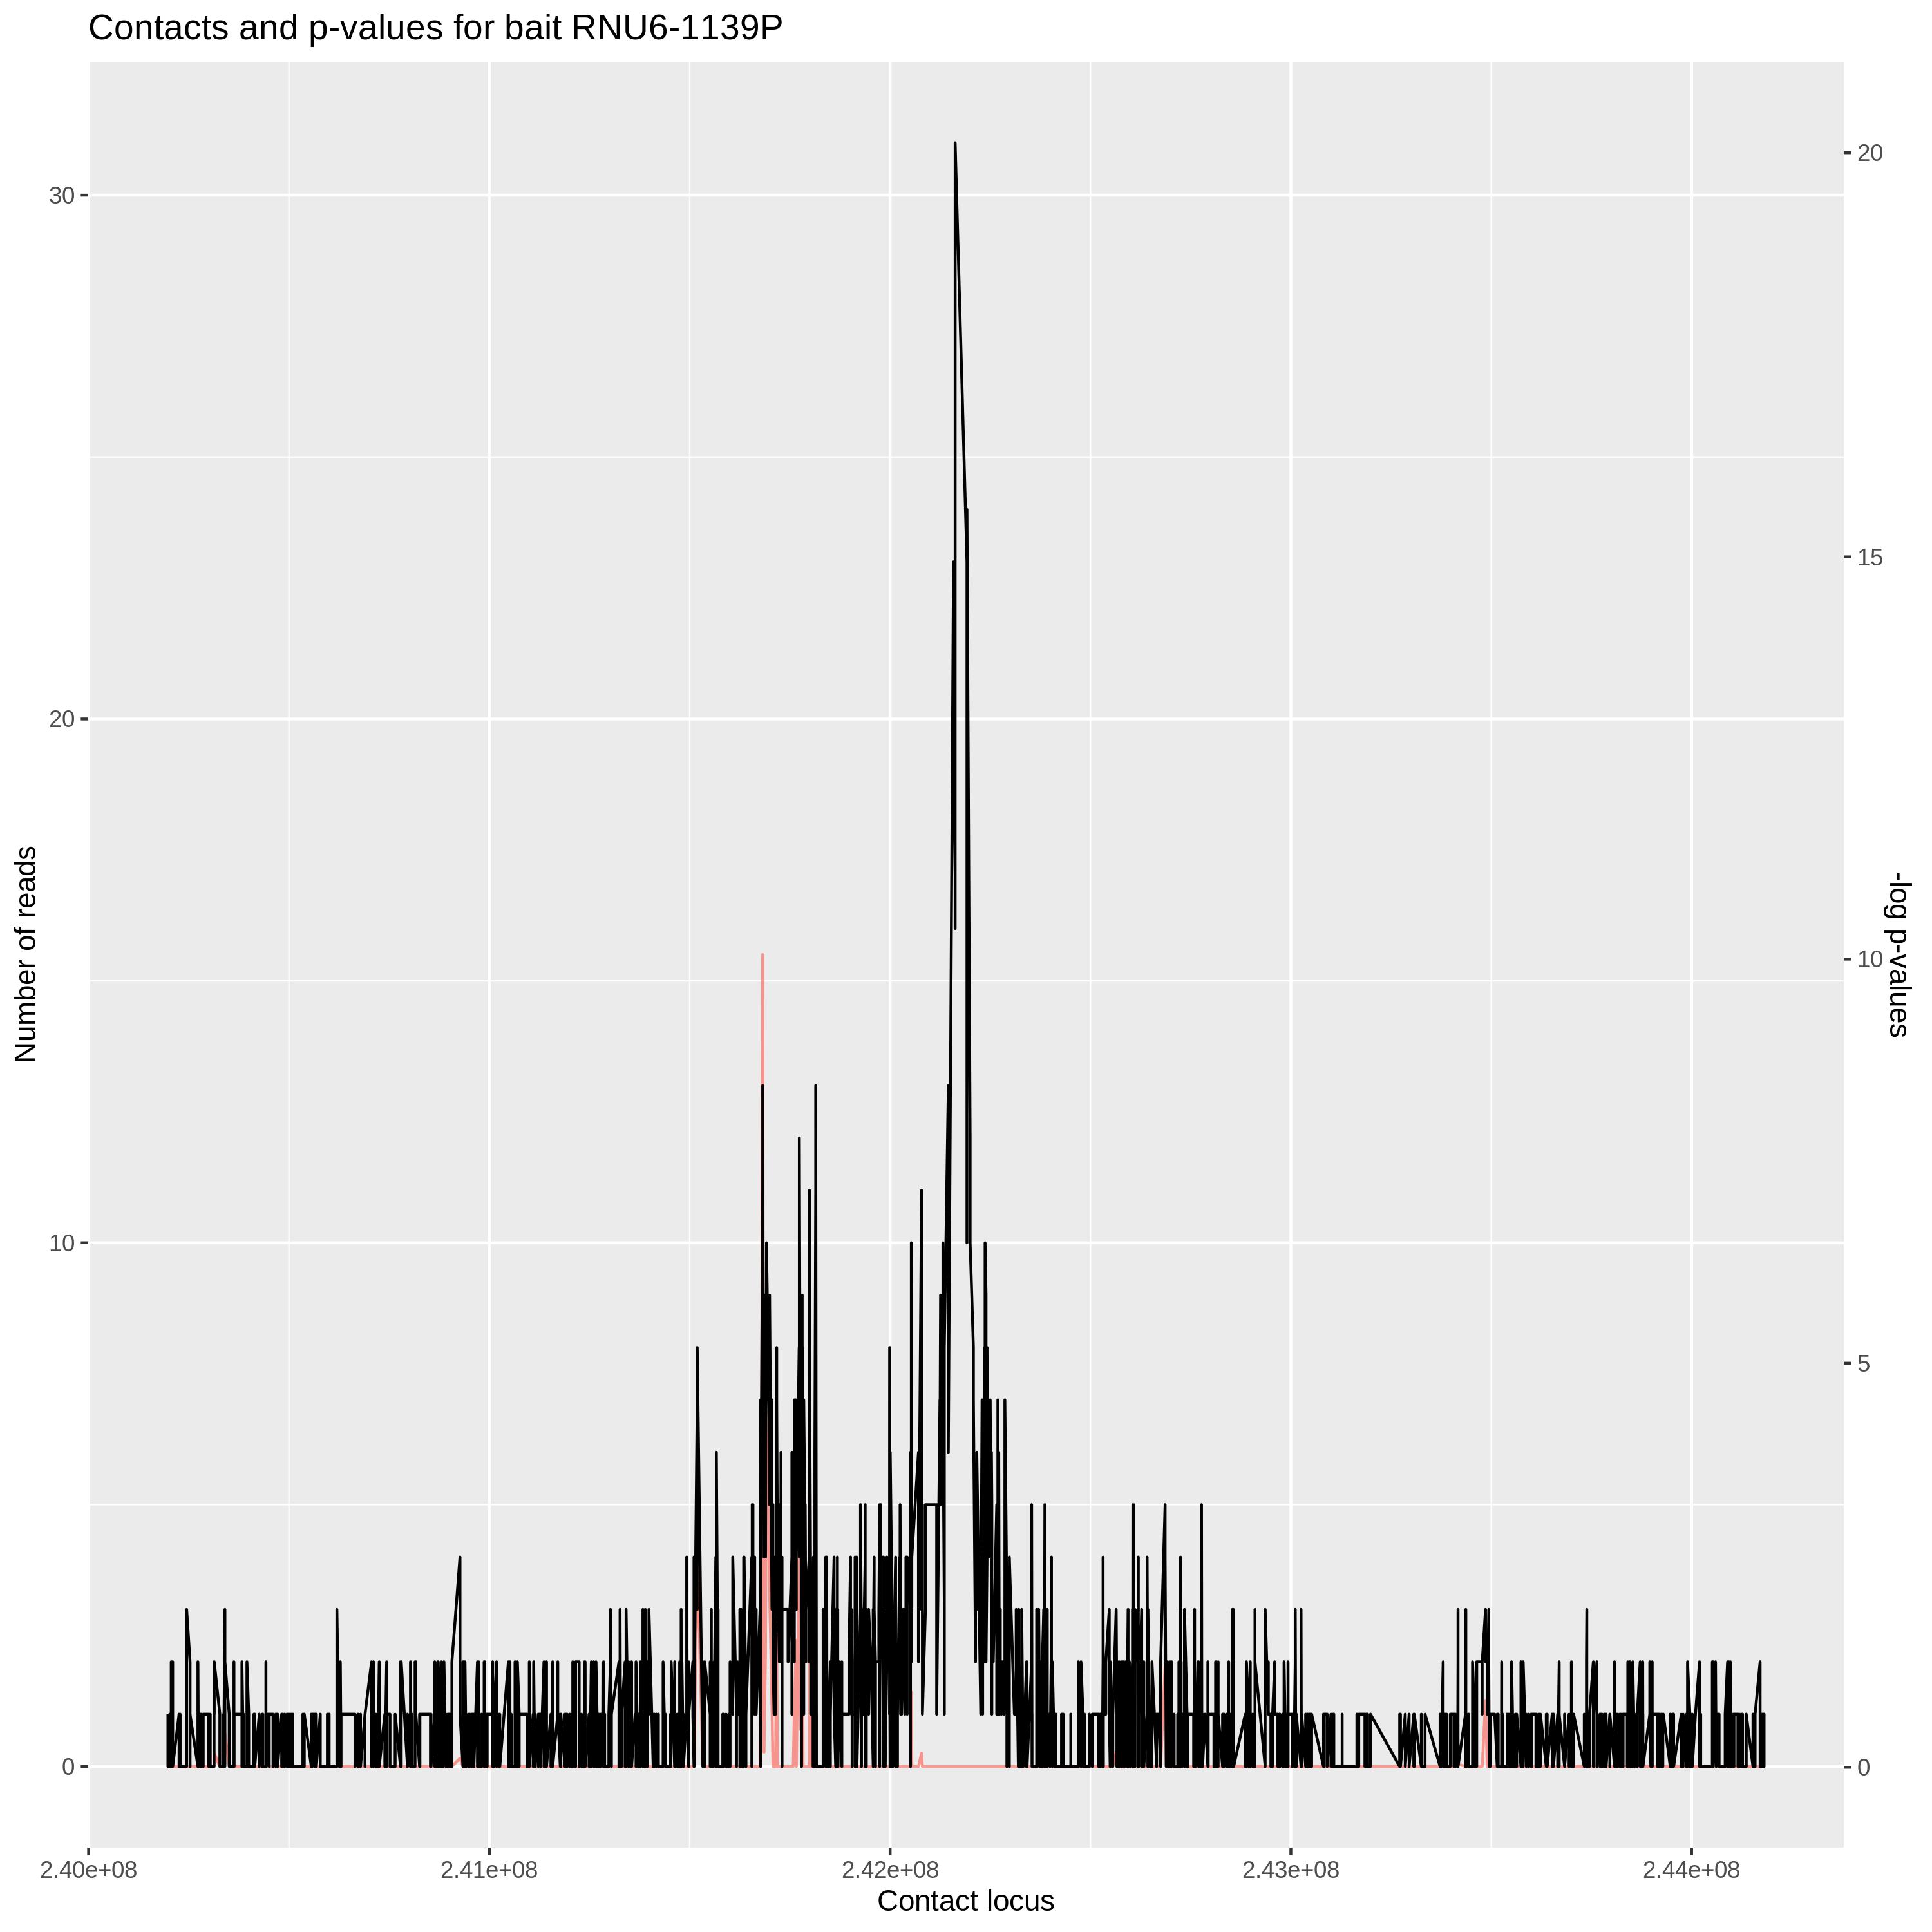 Contacts and p-values for bait RNU6-1139P
30
20
10
0
Number of reads
20
15
10
5
0
-log p-values
2.40e+08
2.41e+08
2.42e+08
2.43e+08
2.44e+08
Contact locus